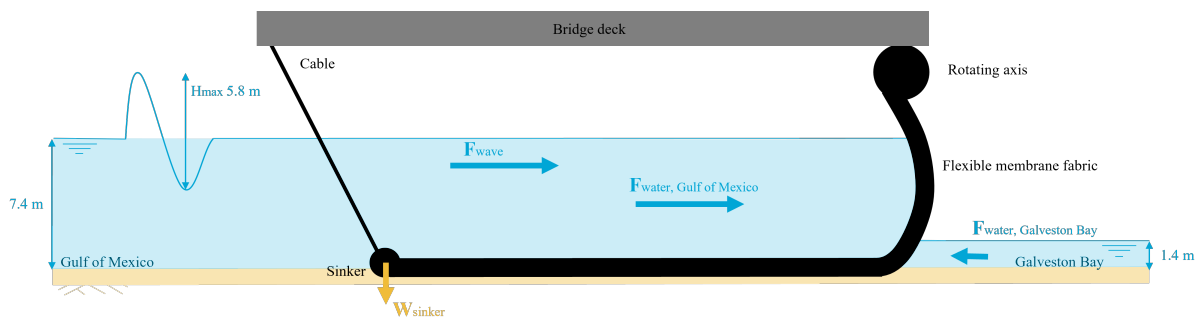 Bridge deck
Cable
Rotating axis
Hmax 5.8 m
Fwave
Flexible membrane fabric
Fwater, Gulf of Mexico
7.4 m
Fwater, Galveston Bay
Gulf of Mexico
Sinker
Galveston Bay
1.4 m
Wsinker